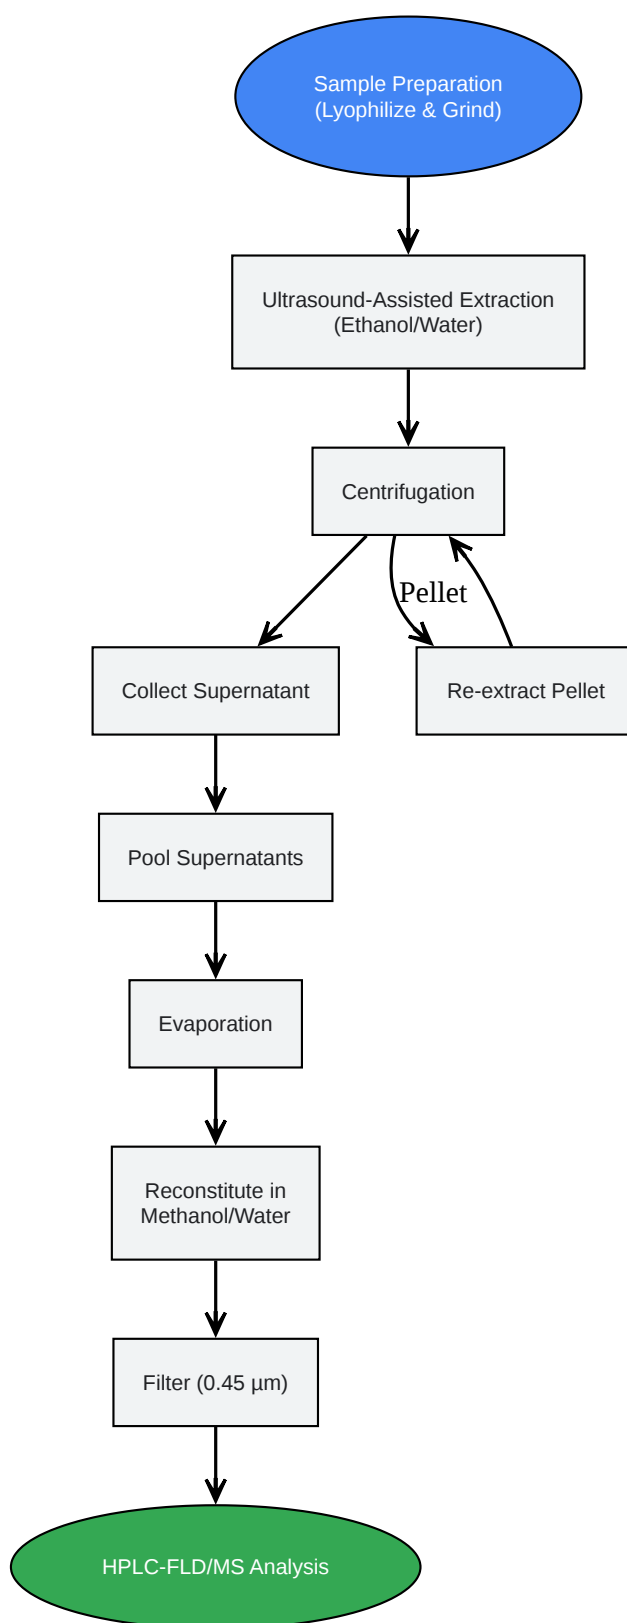 Sample Preparation
(Lyophilize & Grind)
Ultrasound-Assisted Extraction
(Ethanol/Water)
Centrifugation
Pellet
Collect Supernatant
Re-extract Pellet
Pool Supernatants
Evaporation
Reconstitute in
Methanol/Water
Filter (0.45 µm)
HPLC-FLD/MS Analysis